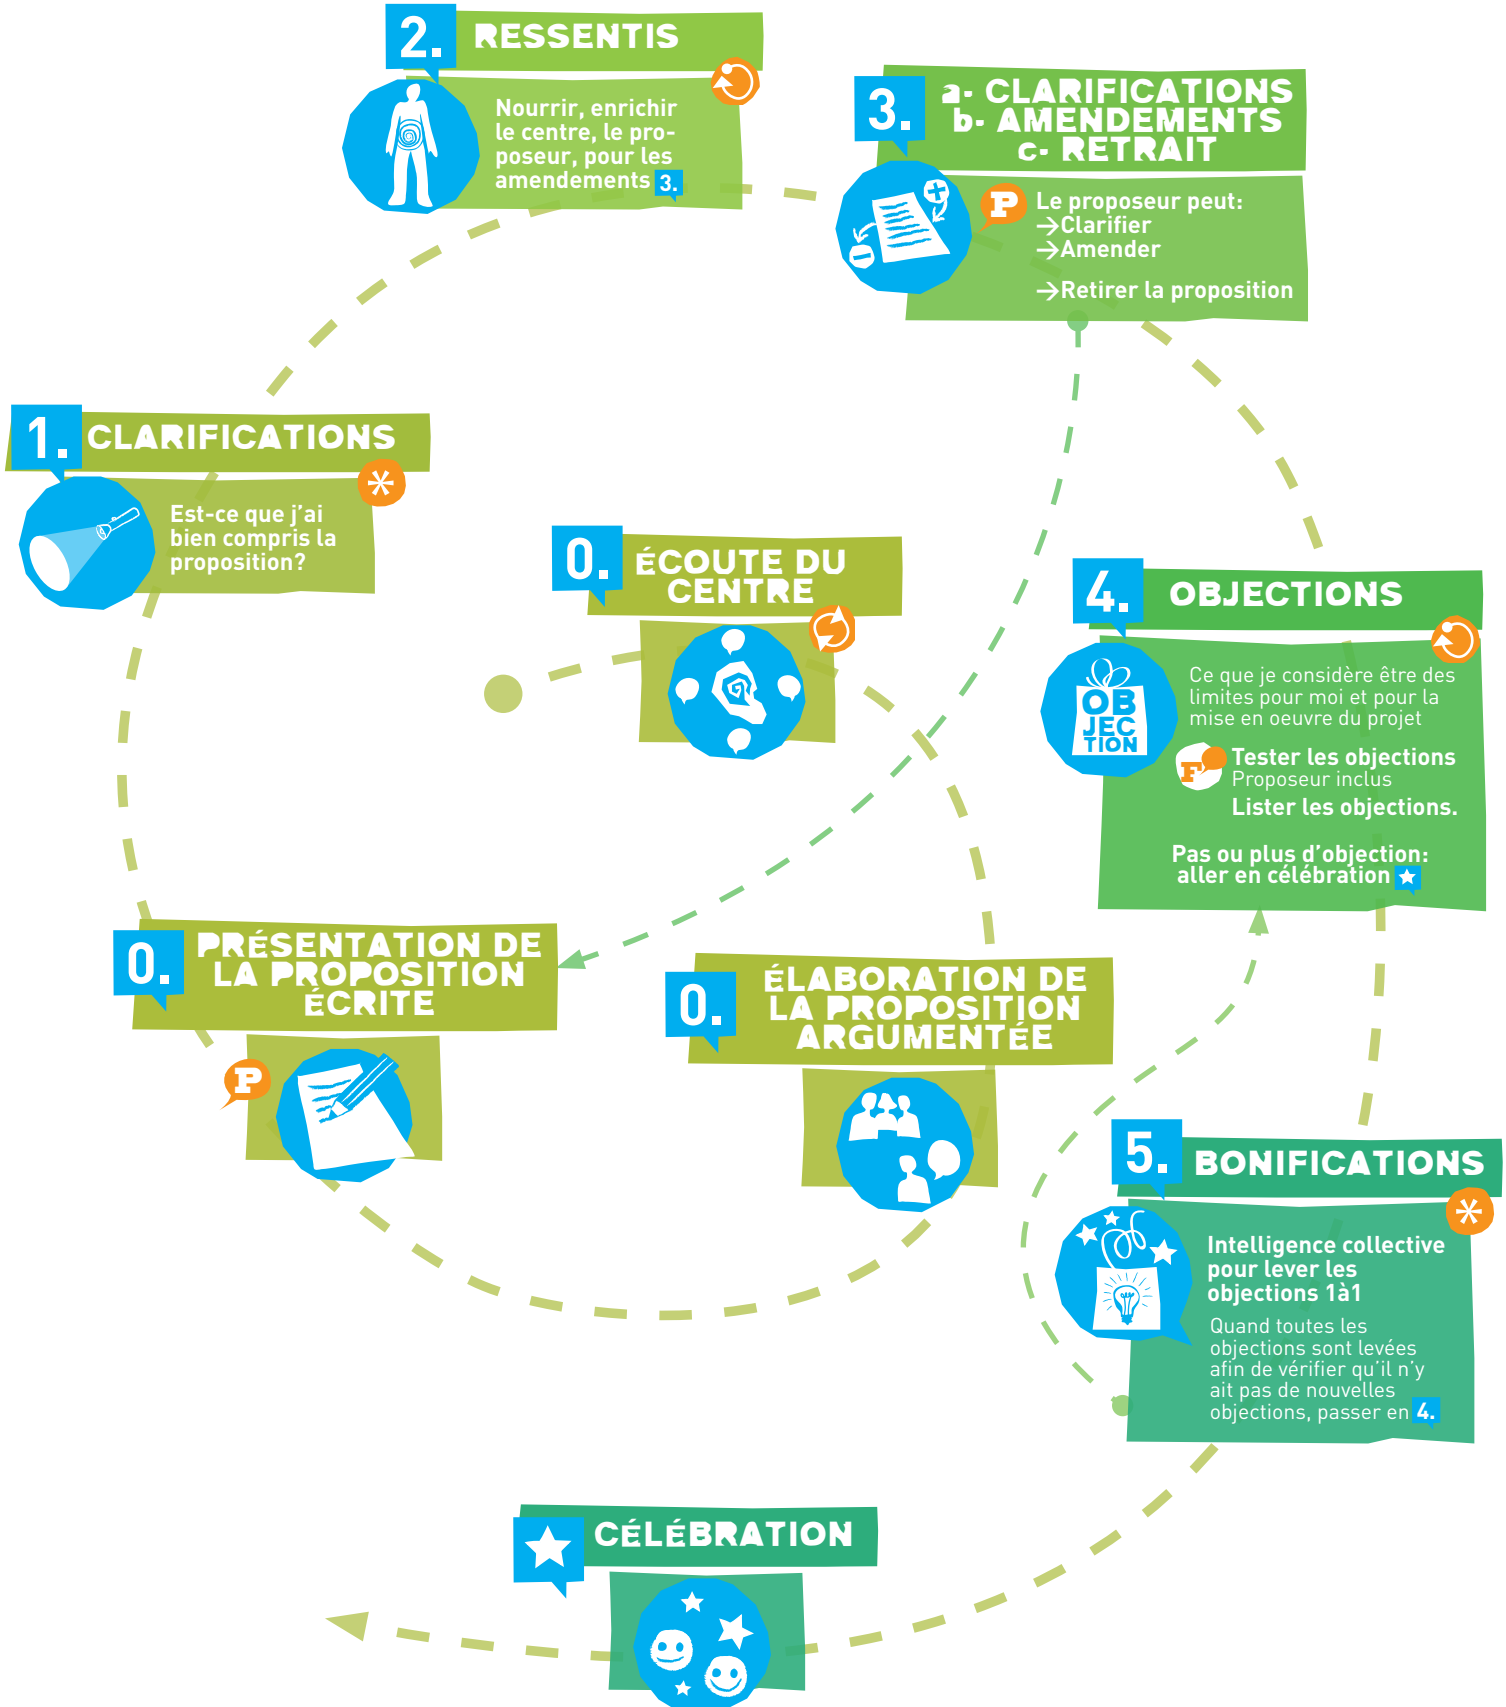 2. RESSENTIS
Nourrir, enrichir
le centre, le pro-
poseur, pour les
amendements 3.
3. a- CLARIFICATIONS
b- AMENDEMENTS
c- RETRAIT
P
Le proposeur peut:
→Clarifier
→Amender
→Retirer la proposition
1. CLARIFICATIONS
*
Est-ce que j'ai
bien compris la
proposition?
0. ÉCOUTE DU
CENTRE
4. OBJECTIONS
OB
JEC
TION
Ce que je considère être des
limites pour moi et pour la
mise en oeuvre du projet
F
Tester les objections
Proposeur inclus
Lister les objections.
Pas ou plus d'objection:
aller en célébration
0. PRÉSENTATION DE
LA PROPOSITION
ÉCRITE
P
0. ÉLABORATION DE
LA PROPOSITION
ARGUMENTÉE
5. BONIFICATIONS
*
Intelligence collective
pour lever les
objections 1à1
Quand toutes les
objections sont levées
afin de vérifier qu'il n'y
ait pas de nouvelles
objections, passer en 4.
CÉLÉBRATION